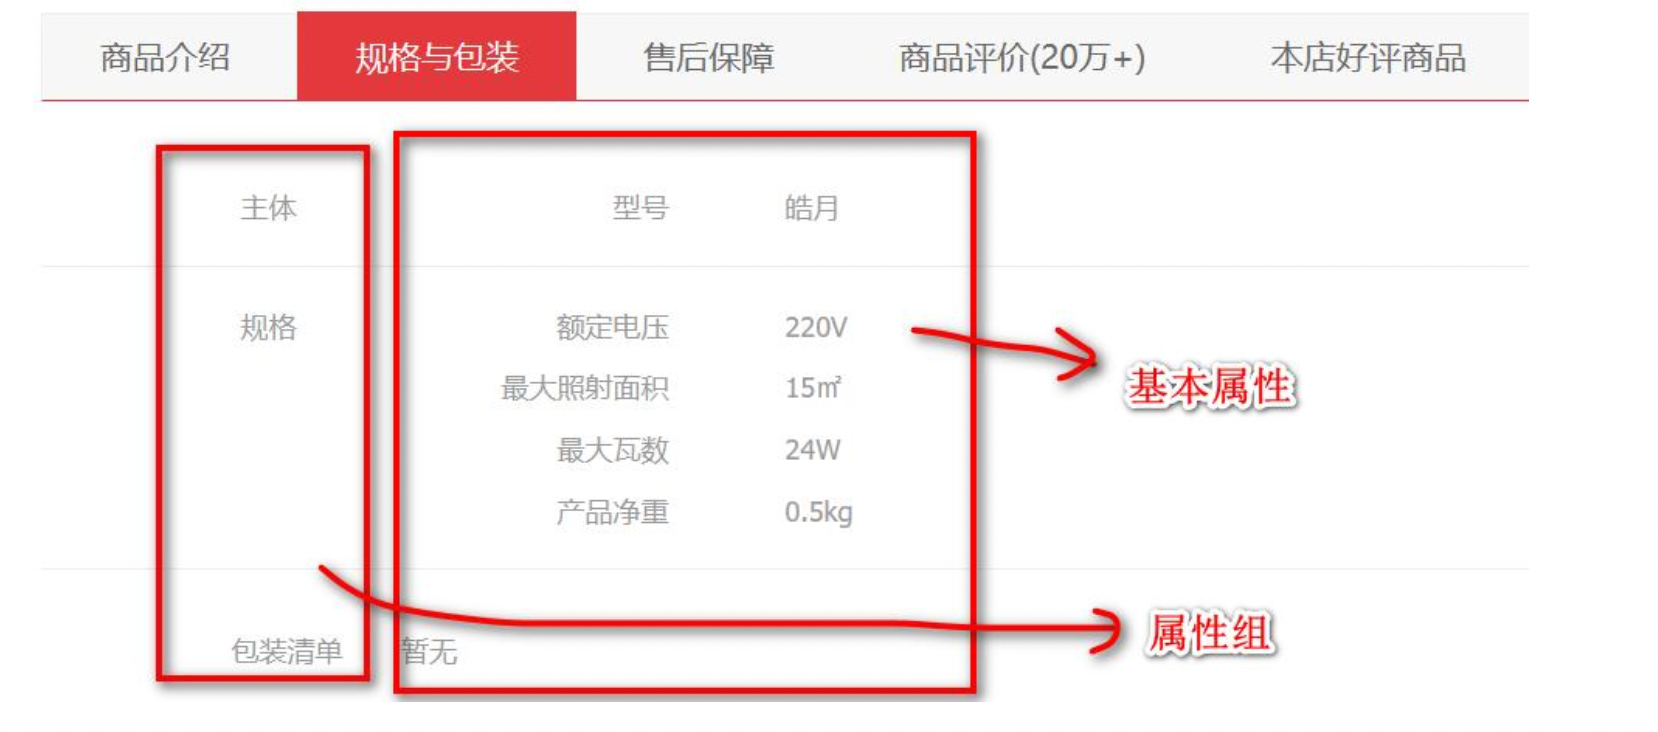 商品介绍 规格与包装 售后保障 商品评价(20万+) 本店好评商品
主体 型号 皓月
规格 额定电压 220V
最大照射面积 15㎡
基本属性
最大瓦数 24W
产品净重 0.5kg
属性组
包装清单 暂无